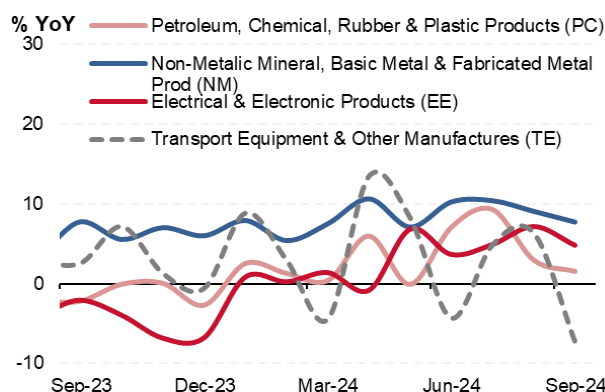 % YoY
30
Petroleum, Chemical, Rubber & Plastic Products (PC)
Non-Metalic Mineral, Basic Metal & Fabricated Metal
Prod (NM)
Electrical & Electronic Products (EE)
20
Transport Equipment & Other Manufactures (TE)
10
0
-10
Sep-23 Dec-23 Mar-24 Jun-24 Sep-24